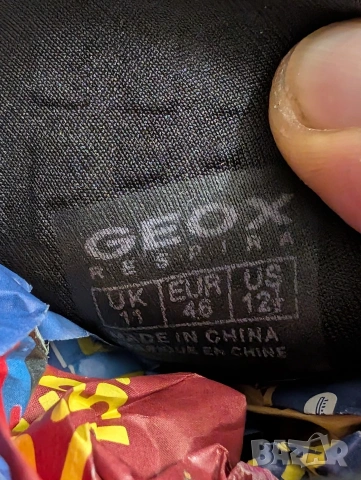 GEOX
RESPIRA
UK EUR US
11 46 12
MADE IN CHINA
FABRIQUE EN CHINE
BAZAR